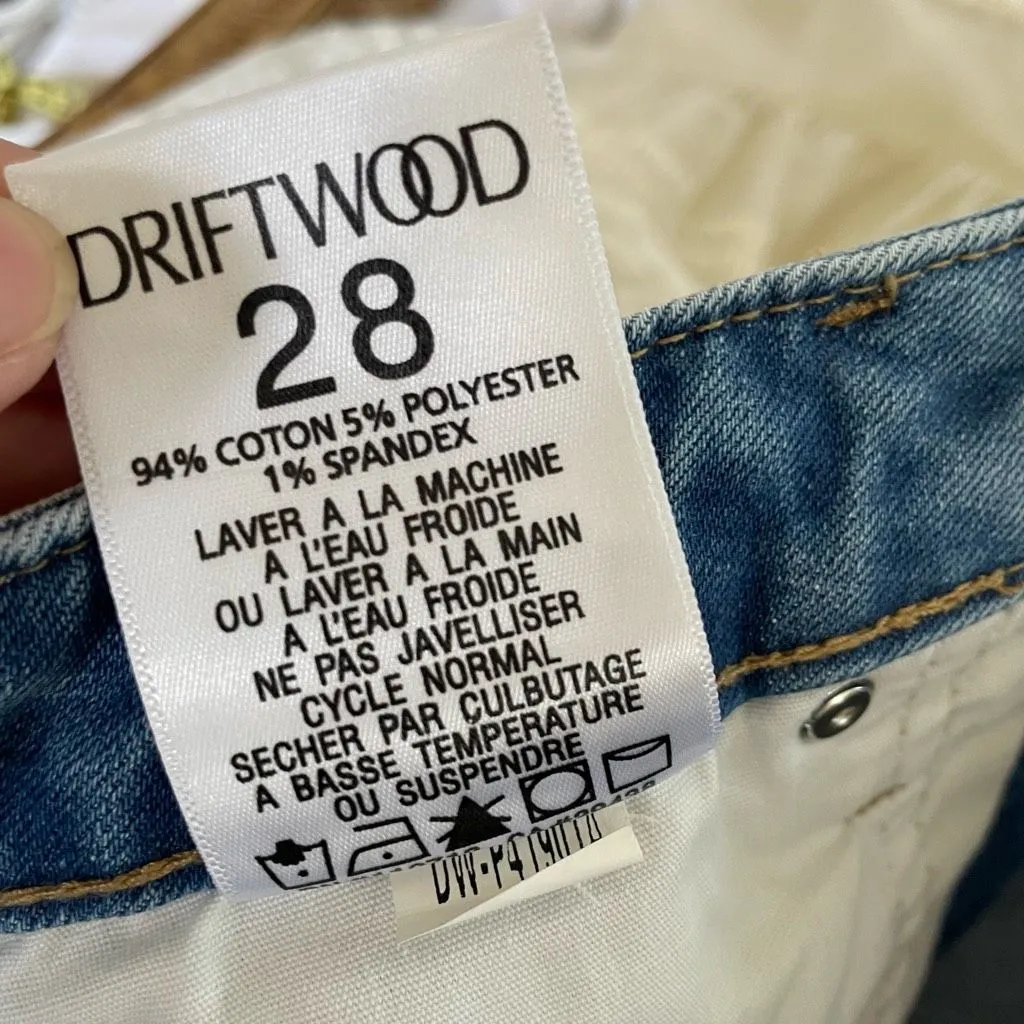 DRIFTWOOD
28
94% COTON 5% POLYESTER
1% SPANDEX
LAVER A LA MACHINE
A L'EAU FROIDE
OU LAVER A LA MAIN
A L'EAU FROIDE
NE PAS JAVELLISER
CYCLE NORMAL
SECHER PAR CULBUTAGE
A BASSE TEMPERATURE
OU SUSPENDRE